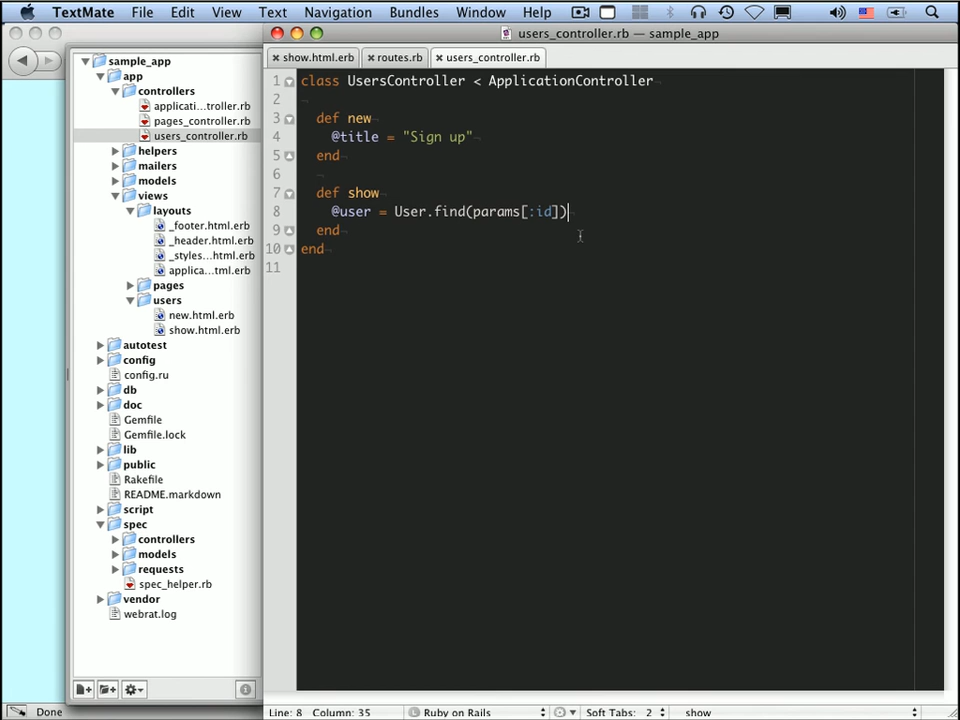 TextMate File Edit View Text Navigation Bundles Window Help
users_controller.rb — sample_app
show.html.erb routes.rb users_controller.rb
sample_app
app
controllers
applicati...troller.rb
pages_controller.rb
users_controller.rb
helpers
mailers
models
views
layouts
_footer.html.erb
_header.html.erb
_styles...html.erb
applica...tml.erb
pages
users
new.html.erb
show.html.erb
autotest
config
config.ru
db
doc
Gemfile
Gemfile.lock
lib
public
Rakefile
README.markdown
script
spec
controllers
models
requests
spec_helper.rb
vendor
webrat.log
1 class UsersController < ApplicationController
2
3 def new
4 @title = "Sign up"
5 end
6
7 def show
8 @user = User.find(params[:id])
9 end
10 end
11
Done
Line: 8 Column: 35 Ruby on Rails Soft Tabs: 2 show